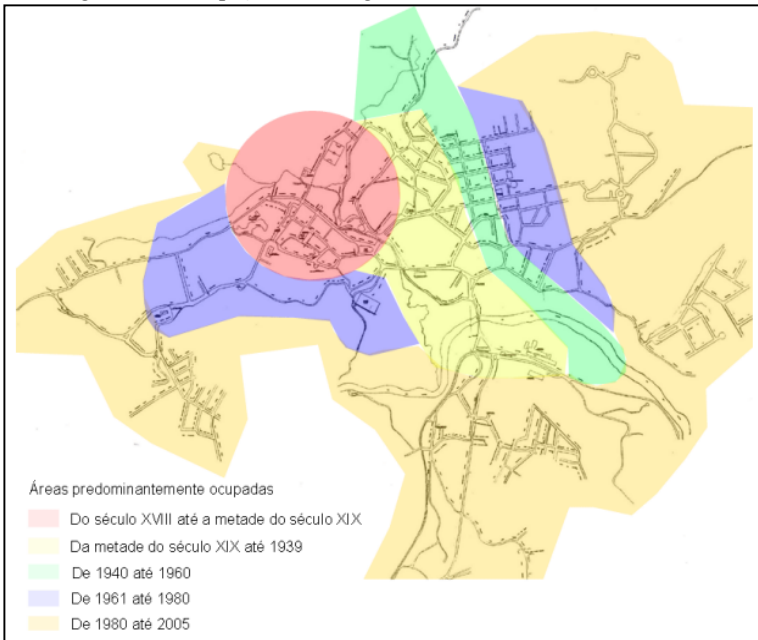 Áreas predominantemente ocupadas
Do século XVIII até a metade do século XIX
Da metade do século XIX até 1939
De 1940 até 1960
De 1961 até 1980
De 1980 até 2005